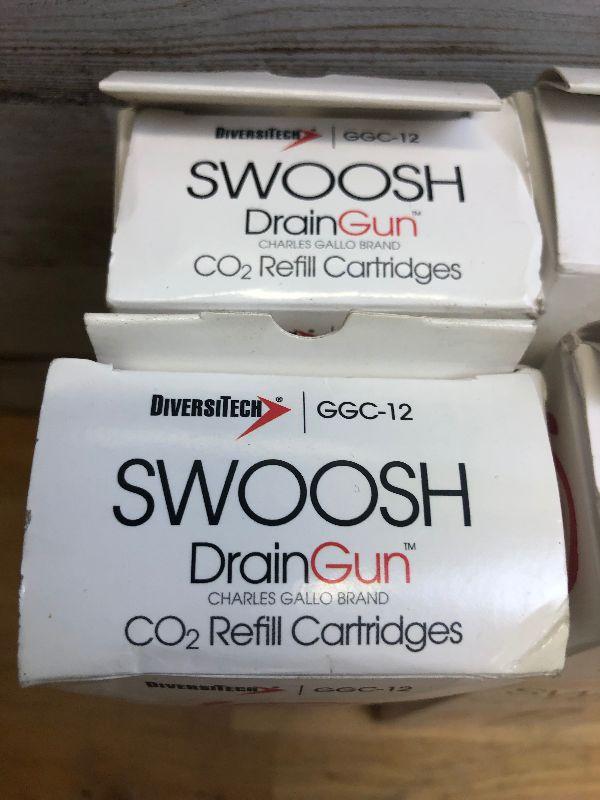 DIVERSITECH | GGC-12
SWOOSH
DrainGun™
CHARLES GALLO BRAND
CO₂ Refill Cartridges
DIVERSITECH® | GGC-12
SWOOSH
DrainGun™
CHARLES GALLO BRAND
CO₂ Refill Cartridges
DIVERSITECH | GGC-12